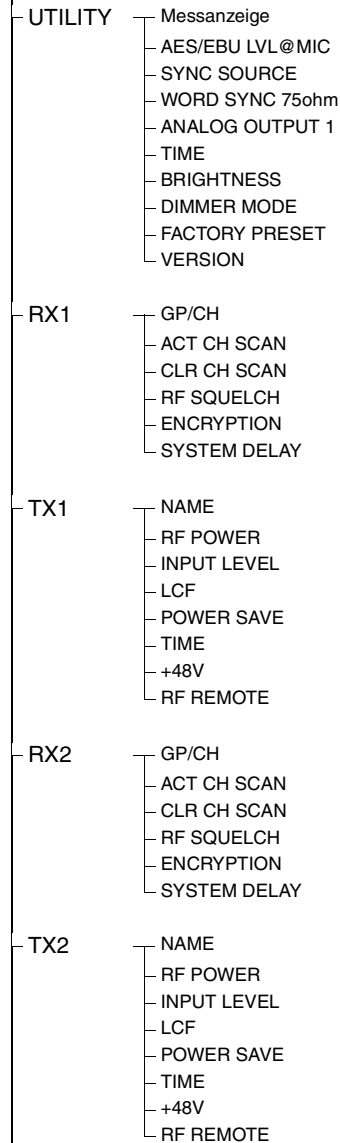 UTILITY Messanzeige
AES/EBU LVL@MIC
SYNC SOURCE
WORD SYNC 75ohm
ANALOG OUTPUT 1
TIME
BRIGHTNESS
DIMMER MODE
FACTORY PRESET
VERSION
RX1 GP/CH
ACT CH SCAN
CLR CH SCAN
RF SQUELCH
ENCRYPTION
SYSTEM DELAY
TX1 NAME
RF POWER
INPUT LEVEL
LCF
POWER SAVE
TIME
+48V
RF REMOTE
RX2 GP/CH
ACT CH SCAN
CLR CH SCAN
RF SQUELCH
ENCRYPTION
SYSTEM DELAY
TX2 NAME
RF POWER
INPUT LEVEL
LCF
POWER SAVE
TIME
+48V
RF REMOTE